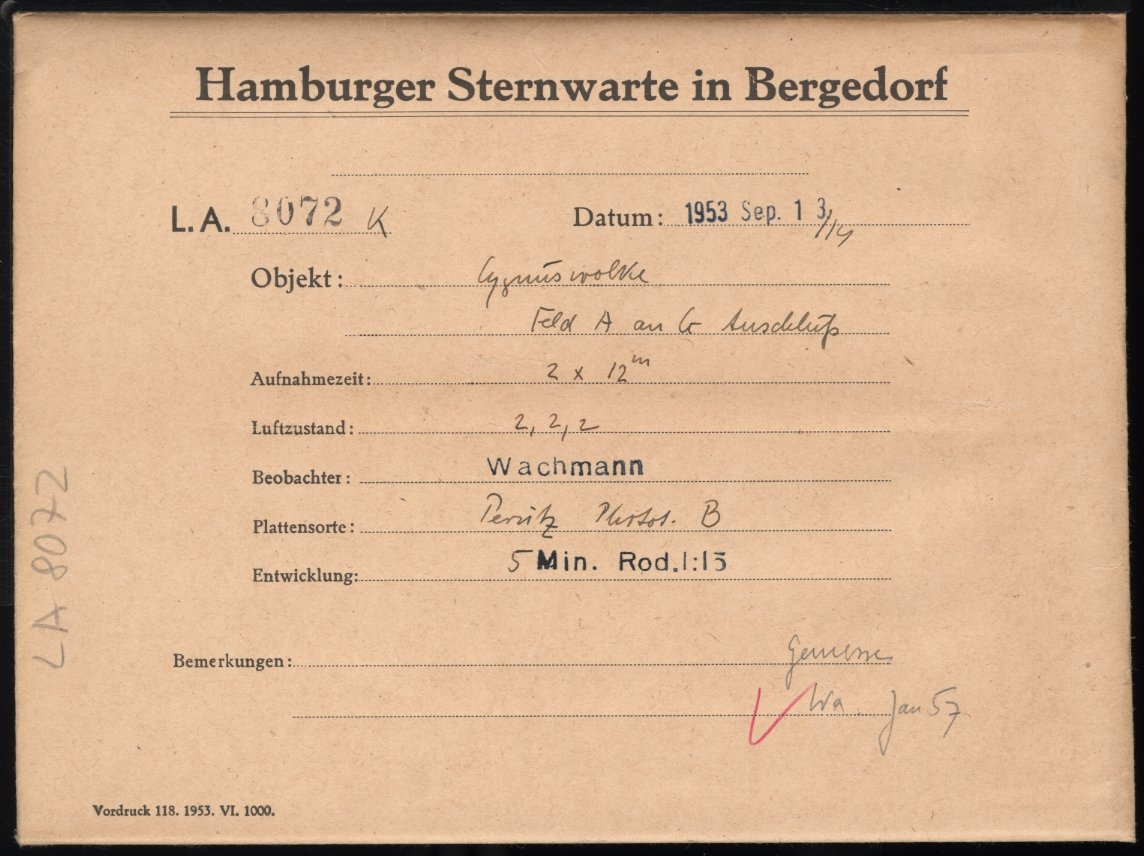 Hamburger Sternwarte in Bergedorf
L.A. 8072 K
Datum: 1953 Sep. 13/14
Objekt: Cygnuswolke
Feld A an G Anschluß
Aufnahmezeit: 2 x 12m
Luftzustand: 2, 2, 2
Beobachter: Wachmann
Plattensorte: Perutz Photot. B
Entwicklung: 5 Min. Rod. 1:15
Bemerkungen: Gemessen
Wa. Jan 57
Vordruck 118. 1953. VI. 1000.
LA 8072